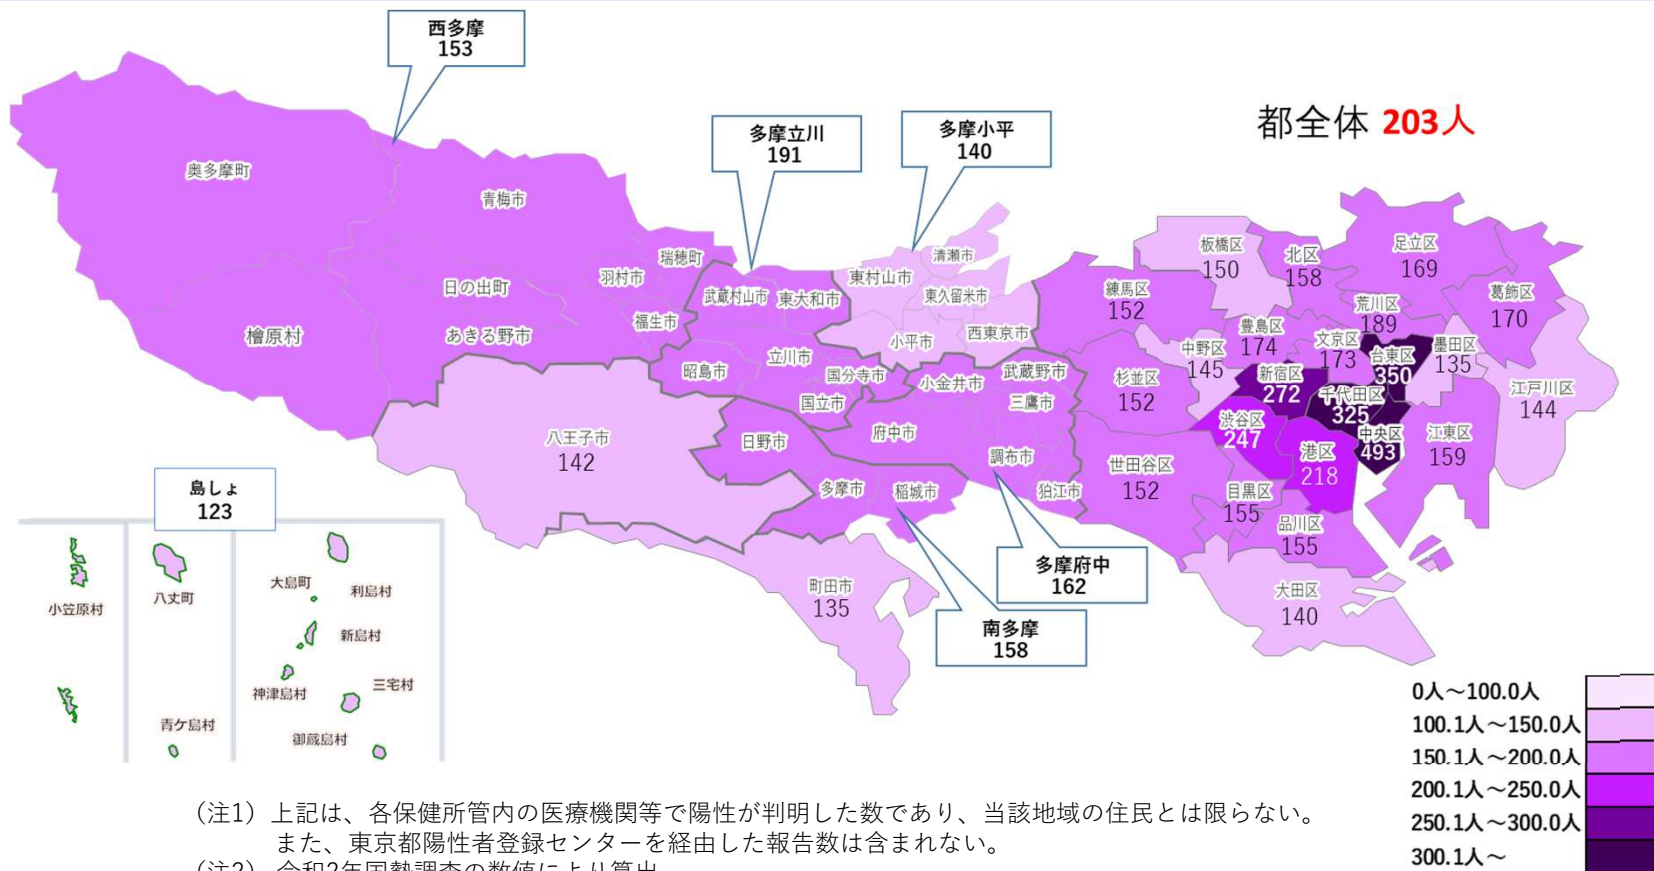 西多摩
153
多摩立川
191
多摩小平
140
都全体 203人
奥多摩町
青梅市
瑞穂町
羽村市
日の出町
福生市
あきる野市
檜原村
武蔵村山市
東大和市
東村山市
清瀬市
東久留米市
小平市
西東京市
昭島市
立川市
国分寺市
国立市
小金井市
武蔵野市
三鷹市
府中市
調布市
狛江市
日野市
多摩市
稲城市
八王子市
142
町田市
135
多摩府中
162
南多摩
158
板橋区
150
北区
158
足立区
169
葛飾区
170
練馬区
152
荒川区
189
豊島区
174
文京区
173
台東区
350
墨田区
135
中野区
145
新宿区
272
千代田区
325
江戸川区
144
杉並区
152
渋谷区
247
港区
218
中央区
493
江東区
159
世田谷区
152
目黒区
155
品川区
155
大田区
140
島しょ
123
小笠原村
八丈町
大島町
利島村
新島村
神津島村
三宅村
青ケ島村
御蔵島村
0人～100.0人
100.1人～150.0人
150.1人～200.0人
200.1人～250.0人
250.1人～300.0人
300.1人～
（注1）上記は、各保健所管内の医療機関等で陽性が判明した数であり、当該地域の住民とは限らない。
また、東京都陽性者登録センターを経由した報告数は含まれない。
（注2） 令和2年国勢調査の数値により算出